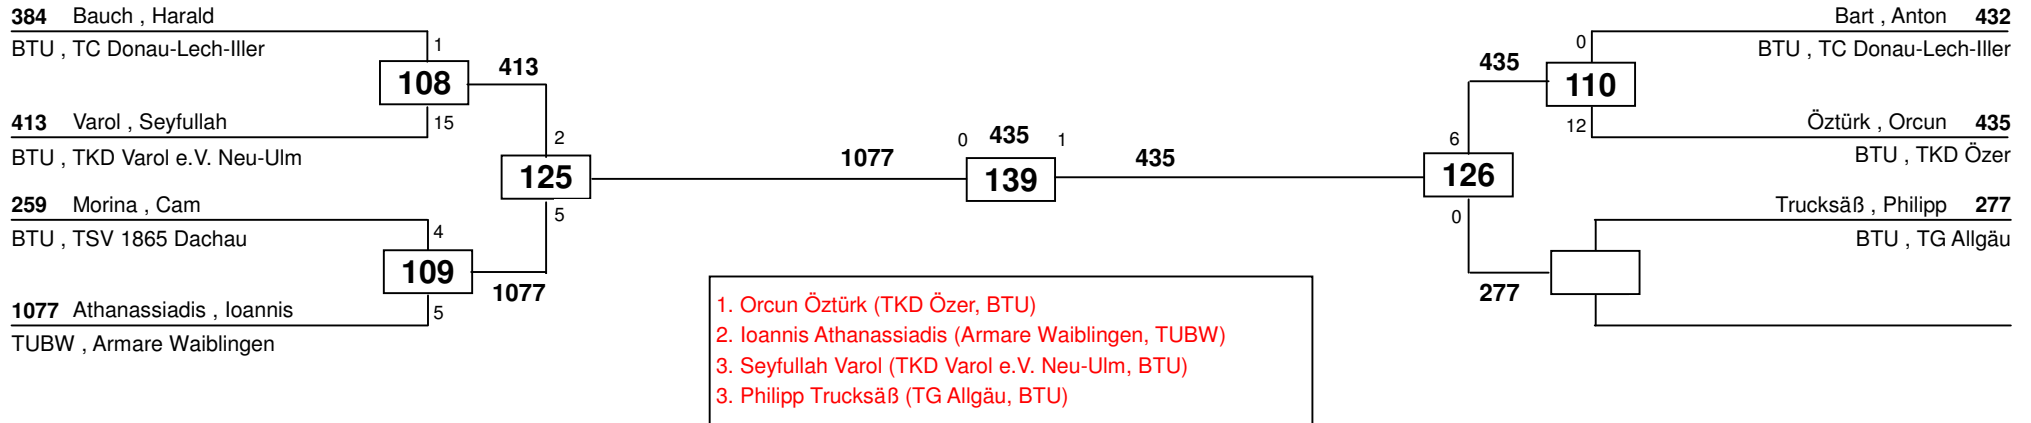 384 Bauch , Harald
BTU , TC Donau-Lech-Iller
1
108
413
15
413 Varol , Seyfullah
BTU , TKD Varol e.V. Neu-Ulm
2
125
5
259 Morina , Cam
BTU , TSV 1865 Dachau
4
109
1077
5
1077 Athanassiadis , Ioannis
TUBW , Armare Waiblingen
1077
0 435 1
139
435
Bart , Anton 432
BTU , TC Donau-Lech-Iller
0
435
110
12
Öztürk , Orcun 435
BTU , TKD Özer
6
126
0
Trucksäß , Philipp 277
BTU , TG Allgäu
277
1. Orcun Öztürk (TKD Özer, BTU)
2. Ioannis Athanassiadis (Armare Waiblingen, TUBW)
3. Seyfullah Varol (TKD Varol e.V. Neu-Ulm, BTU)
3. Philipp Trucksäß (TG Allgäu, BTU)